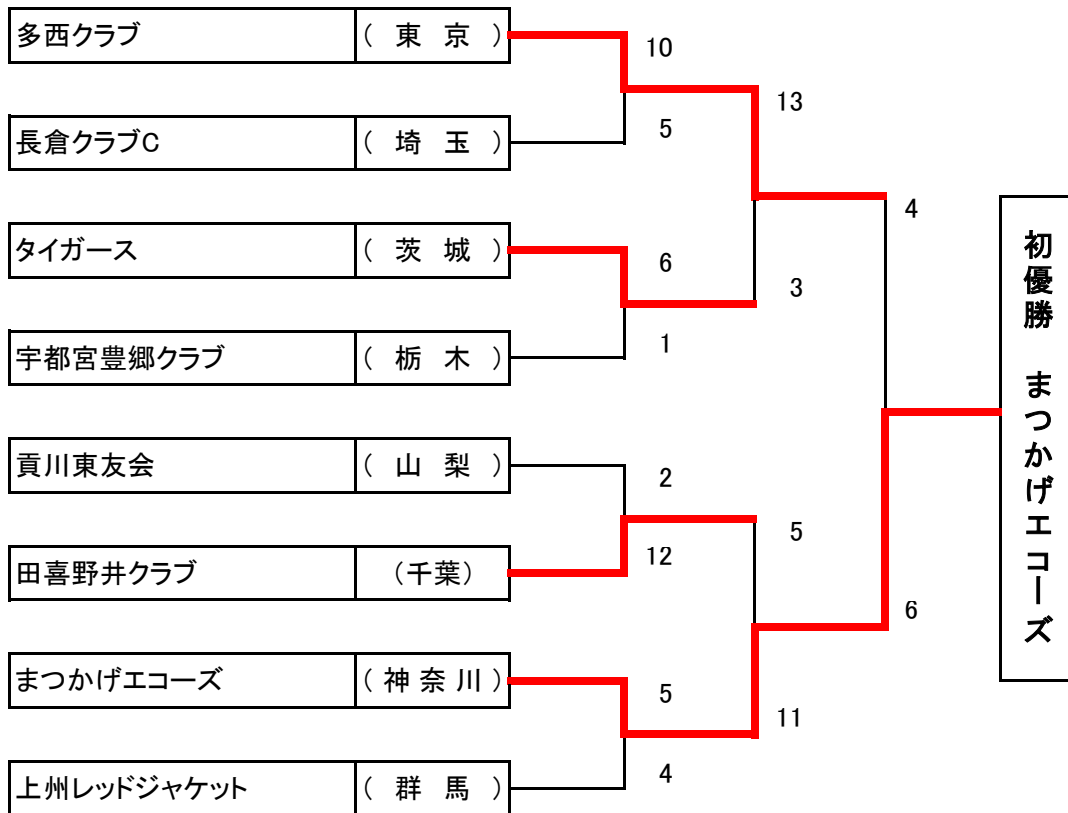 多西クラブ ( 東 京 )
10
13
長倉クラブC ( 埼 玉 )
5
4
タイガース ( 茨 城 )
6
3
宇都宮豊郷クラブ ( 栃 木 )
1
初優勝 まつかげエコーズ
貢川東友会 ( 山 梨 )
2
5
田喜野井クラブ (千葉)
12
6
まつかげエコーズ ( 神 奈 川 )
5
11
上州レッドジャケット ( 群 馬 )
4